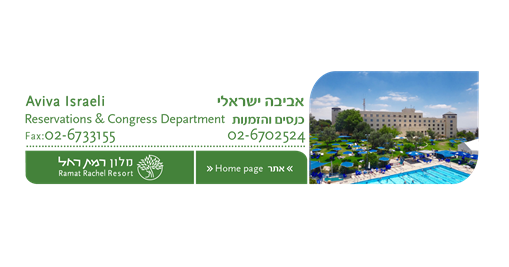 Aviva Israeli אביבה ישראלי
Reservations & Congress Department כנסים והזמנות
Fax:02-6733155 02-6702524
מלון רמת רחל
Ramat Rachel Resort
» Home page אתר «